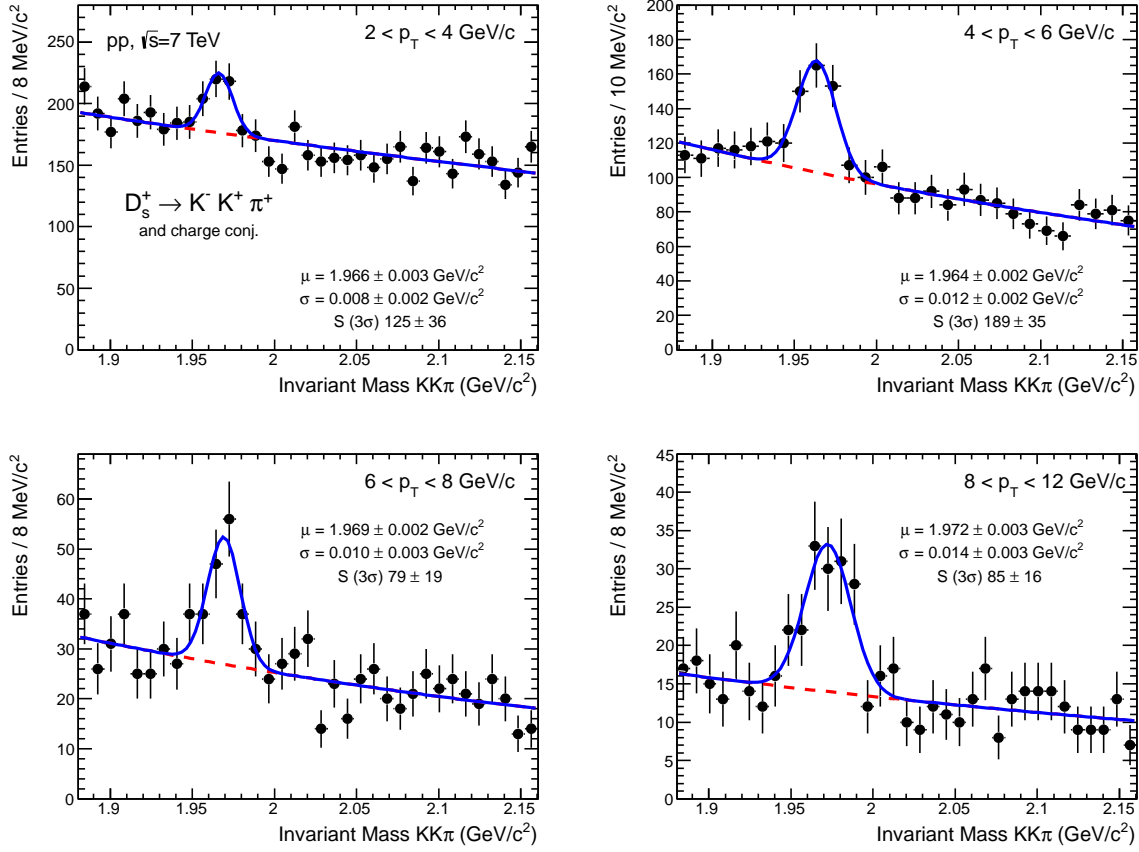 Entries / 8 MeV/c²
250
200
150
100
50
0
pp, √s=7 TeV
2 < p_T < 4 GeV/c
D_s⁺ → K⁻ K⁺ π⁺
and charge conj.
μ = 1.966 ± 0.003 GeV/c²
σ = 0.008 ± 0.002 GeV/c²
S (3σ) 125 ± 36
1.9 1.95 2 2.05 2.1 2.15
Invariant Mass KKπ (GeV/c²)
Entries / 10 MeV/c²
200
180
160
140
120
100
80
60
40
20
0
4 < p_T < 6 GeV/c
μ = 1.964 ± 0.002 GeV/c²
σ = 0.012 ± 0.002 GeV/c²
S (3σ) 189 ± 35
1.9 1.95 2 2.05 2.1 2.15
Invariant Mass KKπ (GeV/c²)
Entries / 8 MeV/c²
60
50
40
30
20
10
0
6 < p_T < 8 GeV/c
μ = 1.969 ± 0.002 GeV/c²
σ = 0.010 ± 0.003 GeV/c²
S (3σ) 79 ± 19
1.9 1.95 2 2.05 2.1 2.15
Invariant Mass KKπ (GeV/c²)
Entries / 8 MeV/c²
45
40
35
30
25
20
15
10
5
0
8 < p_T < 12 GeV/c
μ = 1.972 ± 0.003 GeV/c²
σ = 0.014 ± 0.003 GeV/c²
S (3σ) 85 ± 16
1.9 1.95 2 2.05 2.1 2.15
Invariant Mass KKπ (GeV/c²)